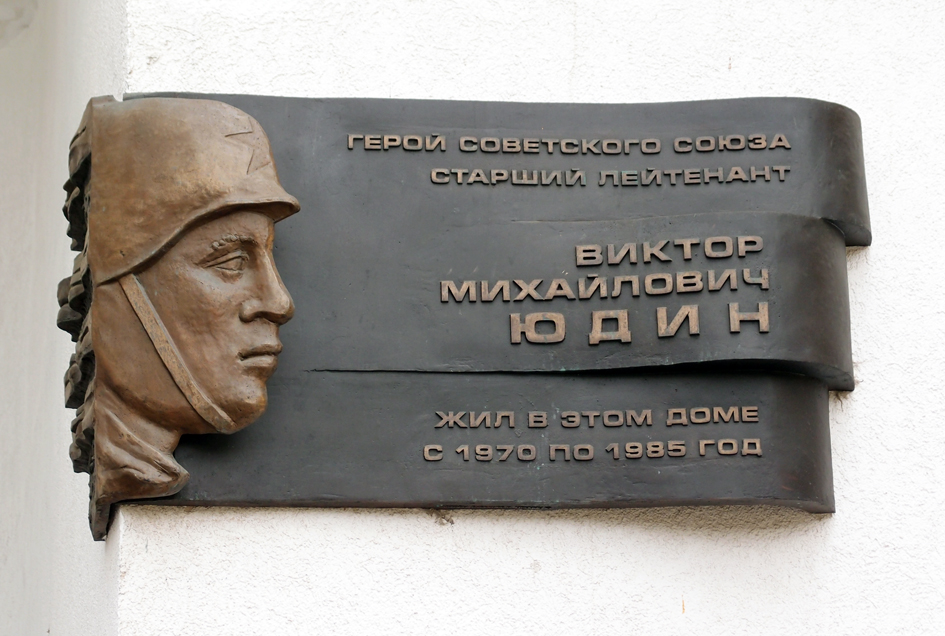 ГЕРОЙ СОВЕТСКОГО СОЮЗА
СТАРШИЙ ЛЕЙТЕНАНТ
ВИКТОР
МИХАЙЛОВИЧ
ЮДИН
ЖИЛ В ЭТОМ ДОМЕ
С 1970 ПО 1985 ГОД